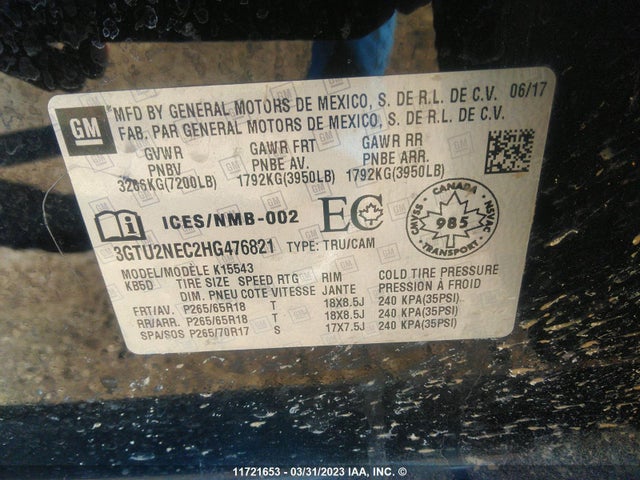 GM
*MFD BY GENERAL MOTORS DE MEXICO, S. DE R.L. DE C.V. 06/17
FAB. PAR GENERAL MOTORS DE MEXICO, S. DE R.L. DE C.V.
GVWR GAWR FRT GAWR RR
PNBV PNBE AV. PNBE ARR.
3266KG(7200LB) 1792KG(3950LB) 1792KG(3950LB)
ICES/NMB-002 EC
CANADA
CMVSS 985 NSVAC
TRANSPORT
3GTU2NEC2HG476821 TYPE: TRU/CAM
MODEL/MODÈLE K15543
KB5D TIRE SIZE SPEED RTG RIM COLD TIRE PRESSURE
DIM. PNEU COTE VITESSE JANTE PRESSION À FROID
FRT/AV. P265/65R18 T 18X8.5J 240 KPA(35PSI)
RR/ARR. P265/65R18 T 18X8.5J 240 KPA(35PSI)
SPA/SOS P265/70R17 S 17X7.5J 240 KPA(35PSI)
11721653 - 03/31/2023 IAA, INC. ©